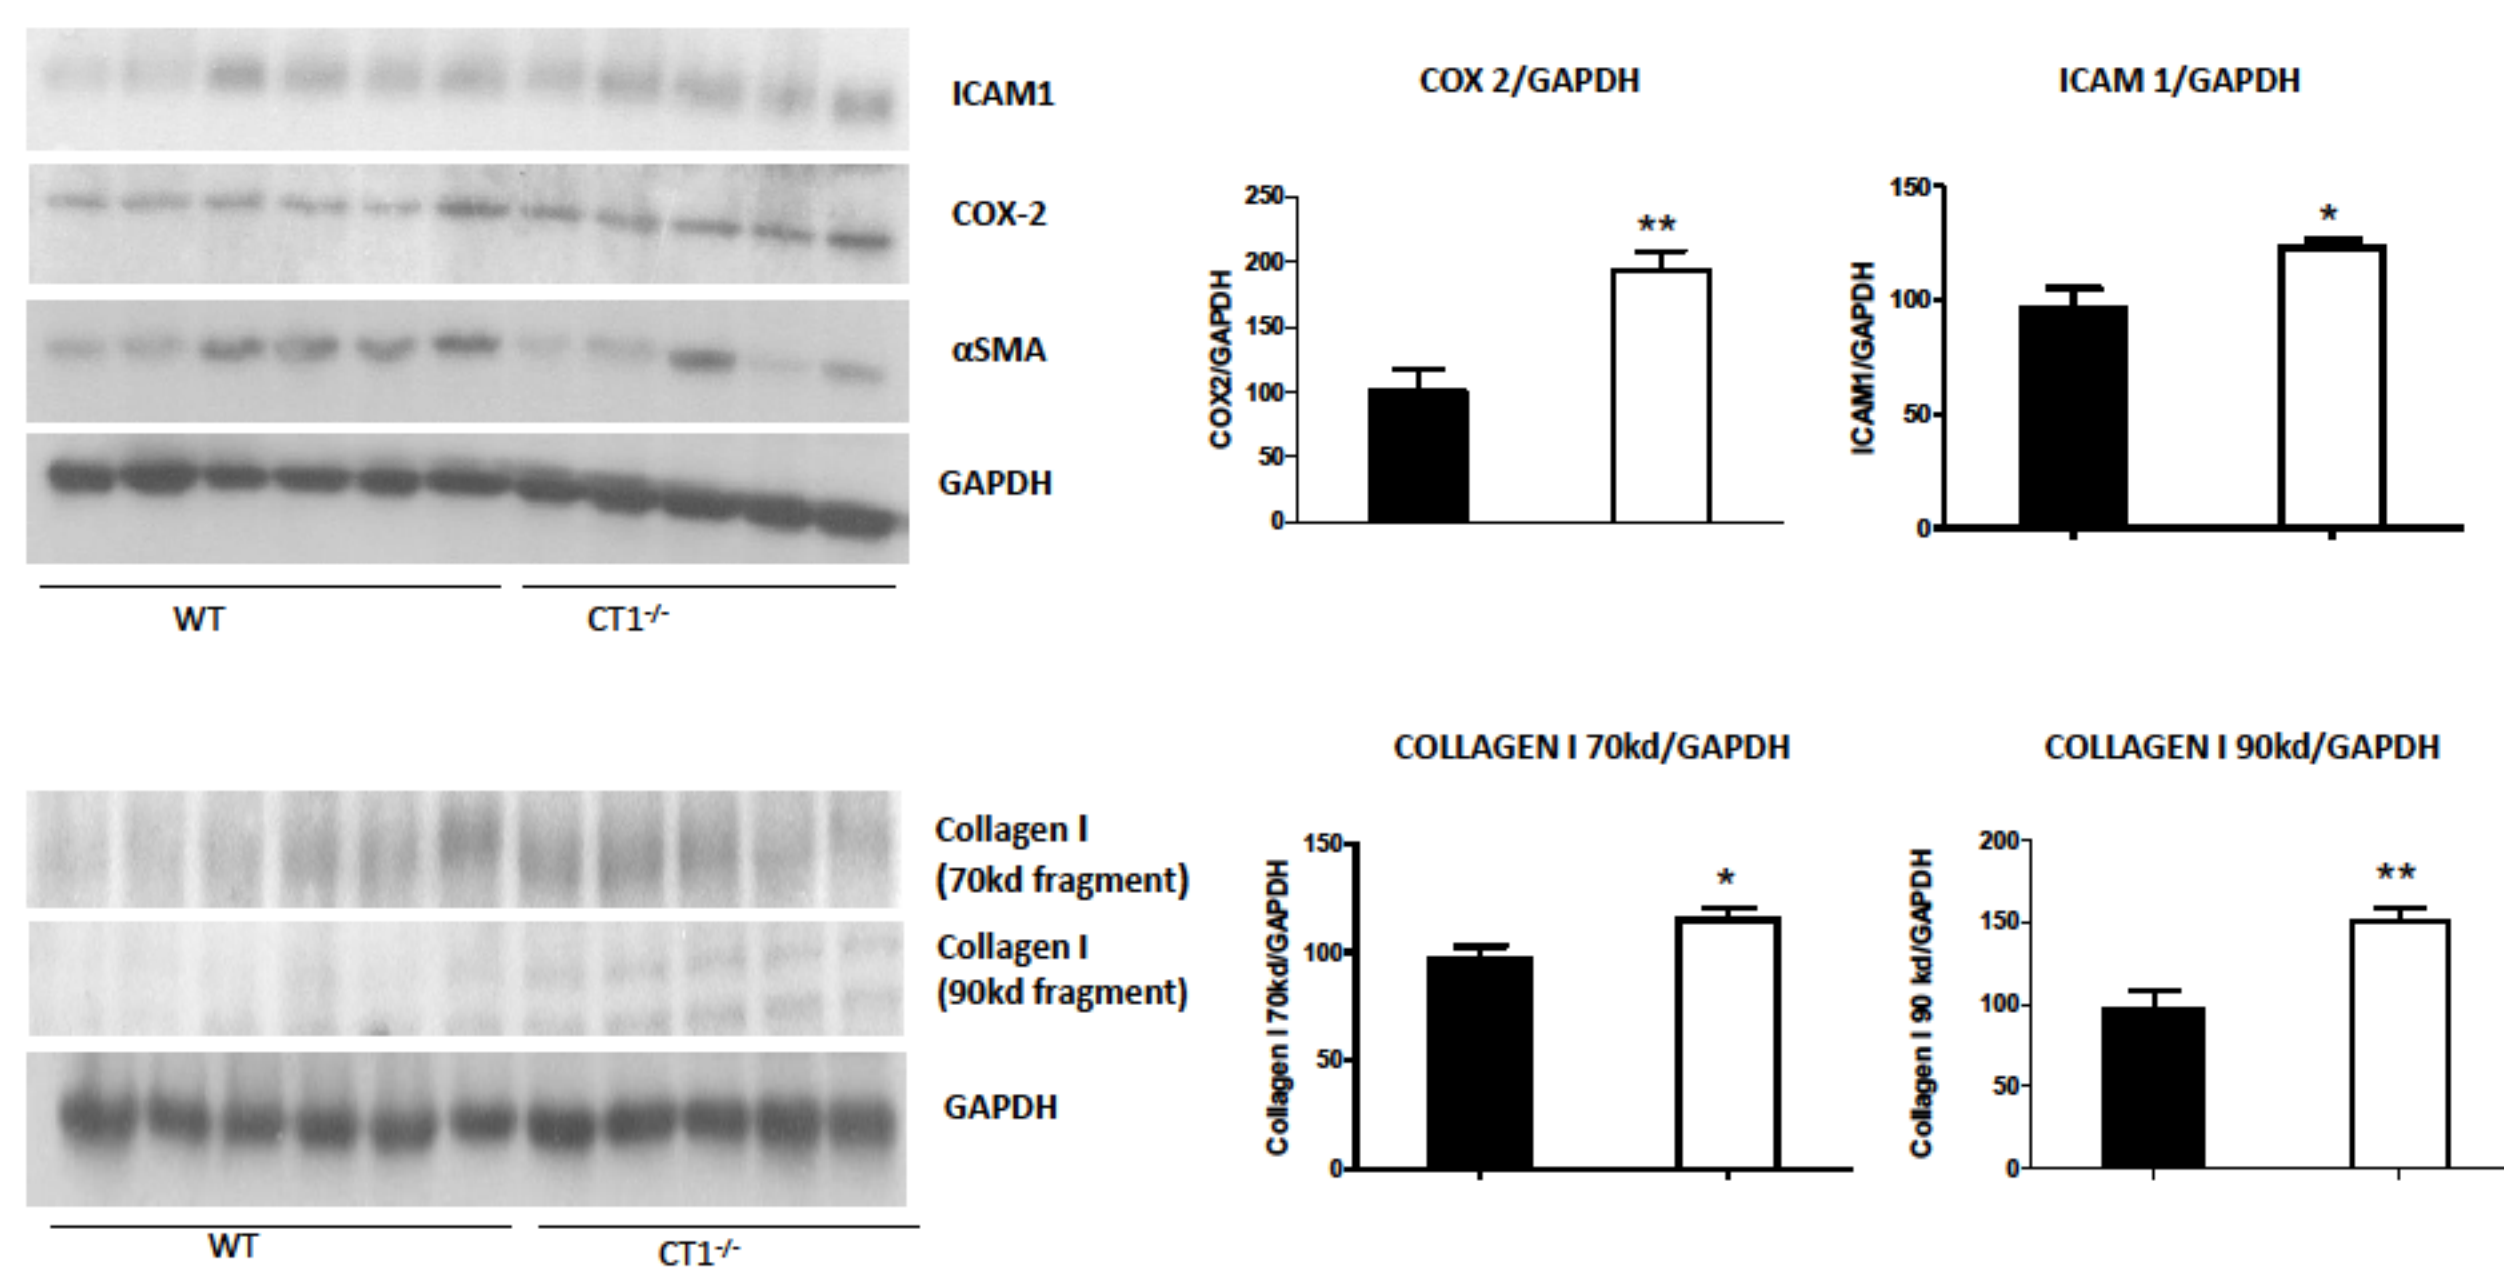 ICAM1
COX-2
αSMA
GAPDH
WT
CT1-/-
COX 2/GAPDH
COX2/GAPDH
250
200
150
100
50
0
**
ICAM 1/GAPDH
ICAM1/GAPDH
150
100
50
0
*
Collagen I
(70kd fragment)
Collagen I
(90kd fragment)
GAPDH
WT
CT1-/-
COLLAGEN I 70kd/GAPDH
Collagen I 70kd/GAPDH
150
100
50
0
*
COLLAGEN I 90kd/GAPDH
Collagen I 90 kd/GAPDH
200
150
100
50
0
**